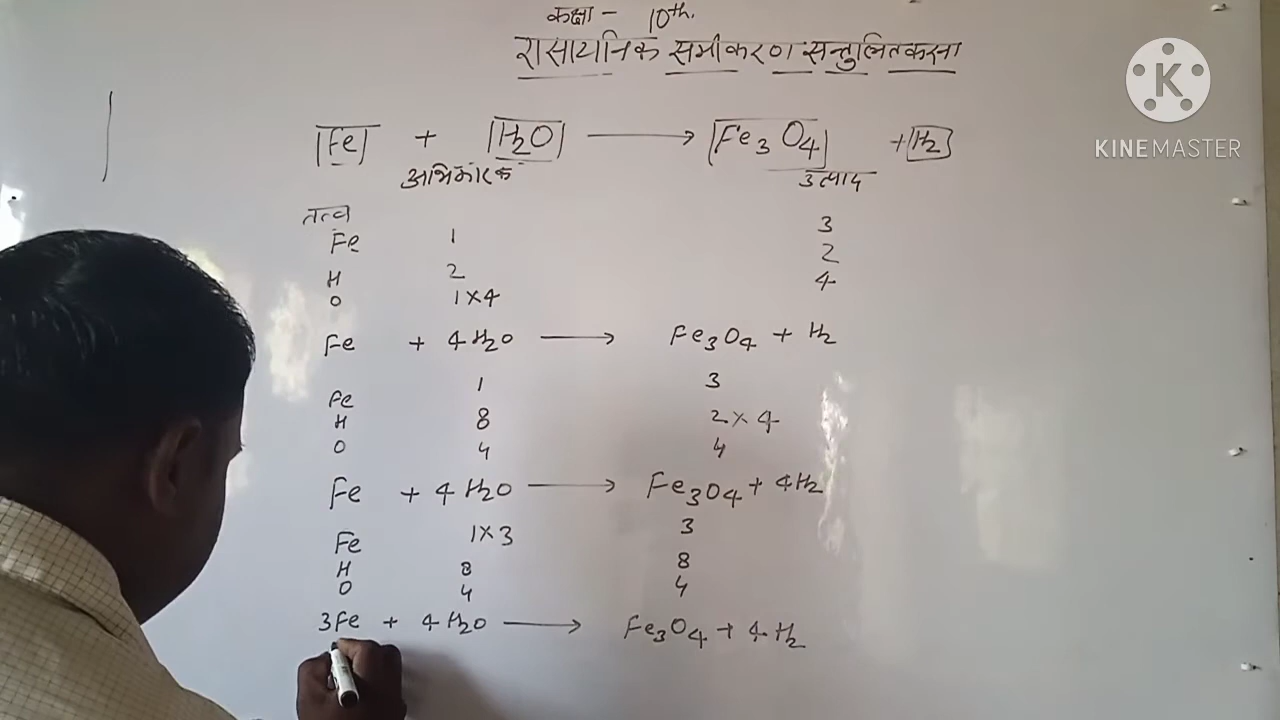 कक्षा - 10th.
रासायनिक समीकरण सन्तुलित करना
K
KINEMASTER
Fe + H2O ⟶ Fe3O4 + H2
अभिकारक उत्पाद
तत्व
Fe 1 3
H 2 2
O 1×4 4
Fe + 4H2O ⟶ Fe3O4 + H2
Fe 1 3
H 8 2×4
O 4 4
Fe + 4H2O ⟶ Fe3O4 + 4H2
Fe 1×3 3
H 8 8
O 4 4
3Fe + 4H2O ⟶ Fe3O4 + 4H2